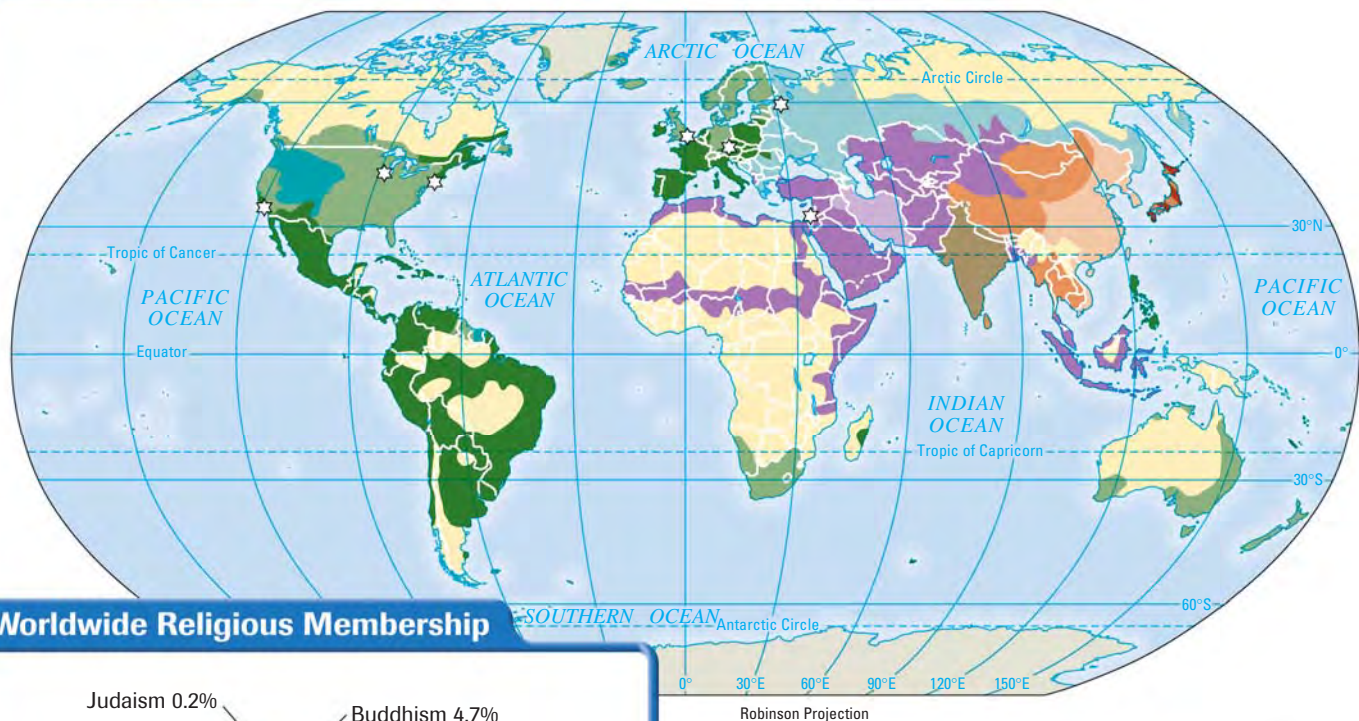 ARCTIC OCEAN
Arctic Circle
30°N
Tropic of Cancer
ATLANTIC
OCEAN
PACIFIC
OCEAN
PACIFIC
OCEAN
Equator
0°
INDIAN
OCEAN
Tropic of Capricorn
30°S
60°S
SOUTHERN OCEAN
Antarctic Circle
0° 30°E 60°E 90°E 120°E 150°E
Robinson Projection
Worldwide Religious Membership
Judaism 0.2%
Buddhism 4.7%